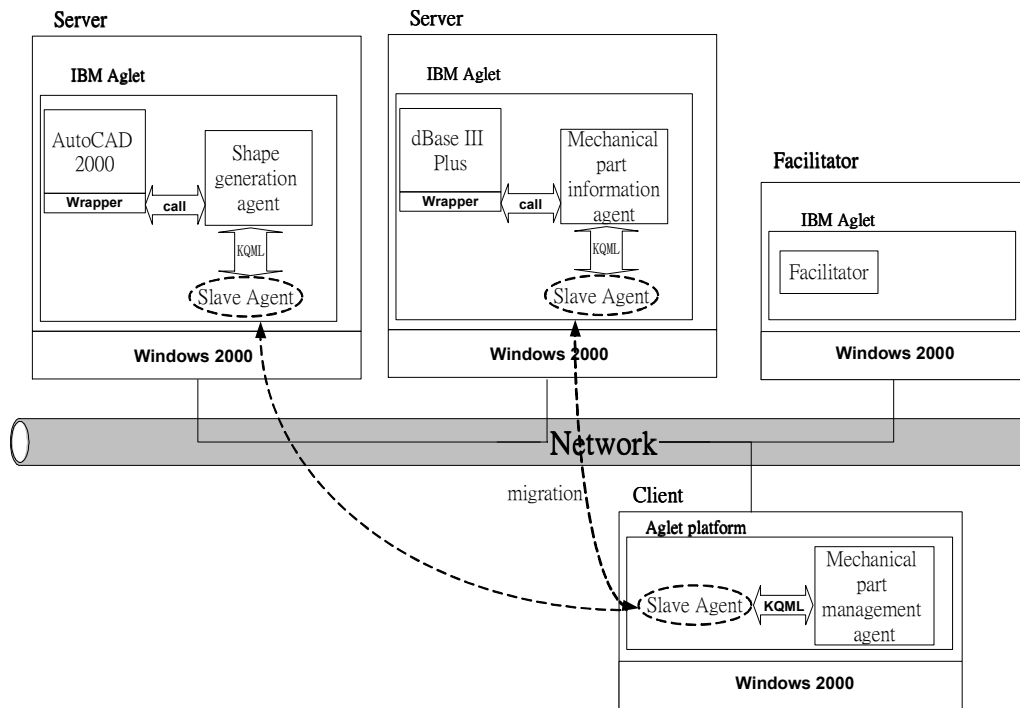 Server
IBM Aglet
AutoCAD
2000
Wrapper
call
Shape
generation
agent
KQML
Slave Agent
Windows 2000
Server
IBM Aglet
dBase III
Plus
Wrapper
call
Mechanical
part
information
agent
KQML
Slave Agent
Windows 2000
Facilitator
IBM Aglet
Facilitator
Windows 2000
Network
migration
Client
Aglet platform
Slave Agent
KQML
Mechanical
part
management
agent
Windows 2000